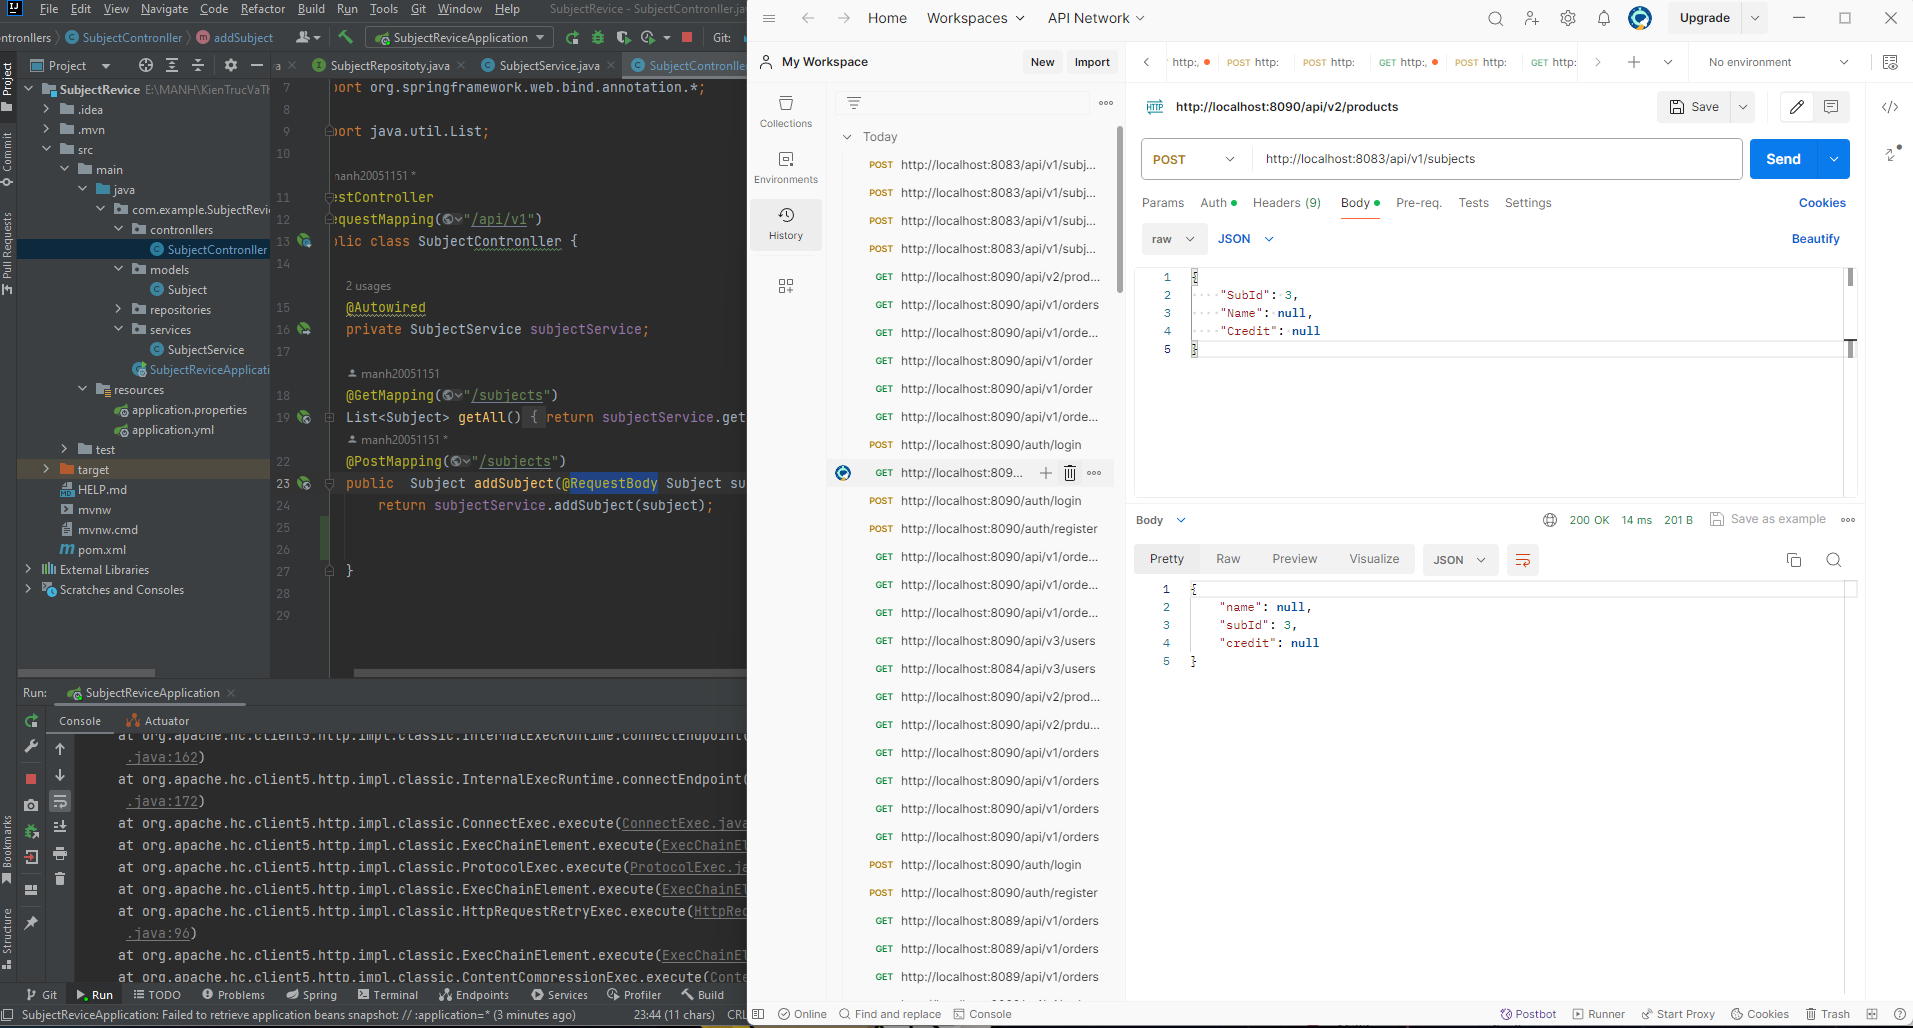 File Edit View Navigate Code Refactor Build Run Tools Git Window Help SubjectRevice - SubjectContronller.ja
ontronllers SubjectContronller addSubject SubjectReviceApplication Git:
Project SubjectRepositoty.java SubjectService.java SubjectContronlle
SubjectRevice E:\MANH\KienTrucVaTh
.idea
.mvn
src
main
java
com.example.SubjectRevi
contronllers
SubjectContronller
models
Subject
repositories
services
SubjectService
SubjectReviceApplicati
resources
application.properties
application.yml
test
target
HELP.md
mvnw
mvnw.cmd
pom.xml
External Libraries
Scratches and Consoles
Project
Commit
Pull Requests
Bookmarks
Structure
7 port org.springframework.web.bind.annotation.*;
8
9 port java.util.List;
10
manh20051151 *
11 estController
12 equestMapping("/api/v1")
13 blic class SubjectContronller {
14
2 usages
15 @Autowired
16 private SubjectService subjectService;
17
manh20051151
18 @GetMapping("/subjects")
19 List<Subject> getAll() { return subjectService.get
manh20051151 *
22 @PostMapping("/subjects")
23 public Subject addSubject(@RequestBody Subject su
24 return subjectService.addSubject(subject);
25
26
27 }
28
29
Run: SubjectReviceApplication
Console Actuator
at org.apache.hc.client5.http.impl.classic.InternalExecRuntime.connectEndpoint(
.java:162)
at org.apache.hc.client5.http.impl.classic.InternalExecRuntime.connectEndpoint(
.java:172)
at org.apache.hc.client5.http.impl.classic.ConnectExec.execute(ConnectExec.java
at org.apache.hc.client5.http.impl.classic.ExecChainElement.execute(ExecChainEl
at org.apache.hc.client5.http.impl.classic.ProtocolExec.execute(ProtocolExec.ja
at org.apache.hc.client5.http.impl.classic.ExecChainElement.execute(ExecChainEl
at org.apache.hc.client5.http.impl.classic.HttpRequestRetryExec.execute(HttpRec
.java:96)
at org.apache.hc.client5.http.impl.classic.ExecChainElement.execute(ExecChainEl
at org.apache.hc.client5.http.impl.classic.ContentCompressionExec.execute(Conte
Git Run TODO Problems Spring Terminal Endpoints Services Profiler Build
SubjectReviceApplication: Failed to retrieve application beans snapshot: // :application=* (3 minutes ago) 23:44 (11 chars) CRL
Home Workspaces API Network Upgrade
My Workspace New Import
http:, POST http: POST http: GET http:, POST http: GET http: No environment
Collections
Environments
History
Today
POST http://localhost:8083/api/v1/subj...
POST http://localhost:8083/api/v1/subj...
POST http://localhost:8083/api/v1/subj...
POST http://localhost:8083/api/v1/subj...
GET http://localhost:8090/api/v2/prod...
GET http://localhost:8090/api/v1/orders
GET http://localhost:8090/api/v1/orde...
GET http://localhost:8090/api/v1/order
GET http://localhost:8090/api/v1/order
GET http://localhost:8090/api/v1/orde...
POST http://localhost:8090/auth/login
GET http://localhost:809...
POST http://localhost:8090/auth/login
POST http://localhost:8090/auth/register
GET http://localhost:8090/api/v1/orde...
GET http://localhost:8090/api/v1/orde...
GET http://localhost:8090/api/v1/orde...
GET http://localhost:8090/api/v3/users
GET http://localhost:8084/api/v3/users
GET http://localhost:8090/api/v2/prod...
GET http://localhost:8090/api/v2/prdu...
GET http://localhost:8090/api/v1/orders
GET http://localhost:8090/api/v1/orders
GET http://localhost:8090/api/v1/orders
GET http://localhost:8090/api/v1/orders
POST http://localhost:8090/auth/login
POST http://localhost:8090/auth/register
GET http://localhost:8089/api/v1/orders
GET http://localhost:8089/api/v1/orders
GET http://localhost:8089/api/v1/orders
HTTP http://localhost:8090/api/v2/products Save
POST http://localhost:8083/api/v1/subjects Send
Params Auth Headers (9) Body Pre-req. Tests Settings Cookies
raw JSON Beautify
1 {
2 "SubId": 3,
3 "Name": null,
4 "Credit": null
5 }
Body 200 OK 14 ms 201 B Save as example
Pretty Raw Preview Visualize JSON
1 {
2 "name": null,
3 "subId": 3,
4 "credit": null
5 }
Online Find and replace Console Postbot Runner Start Proxy Cookies Trash